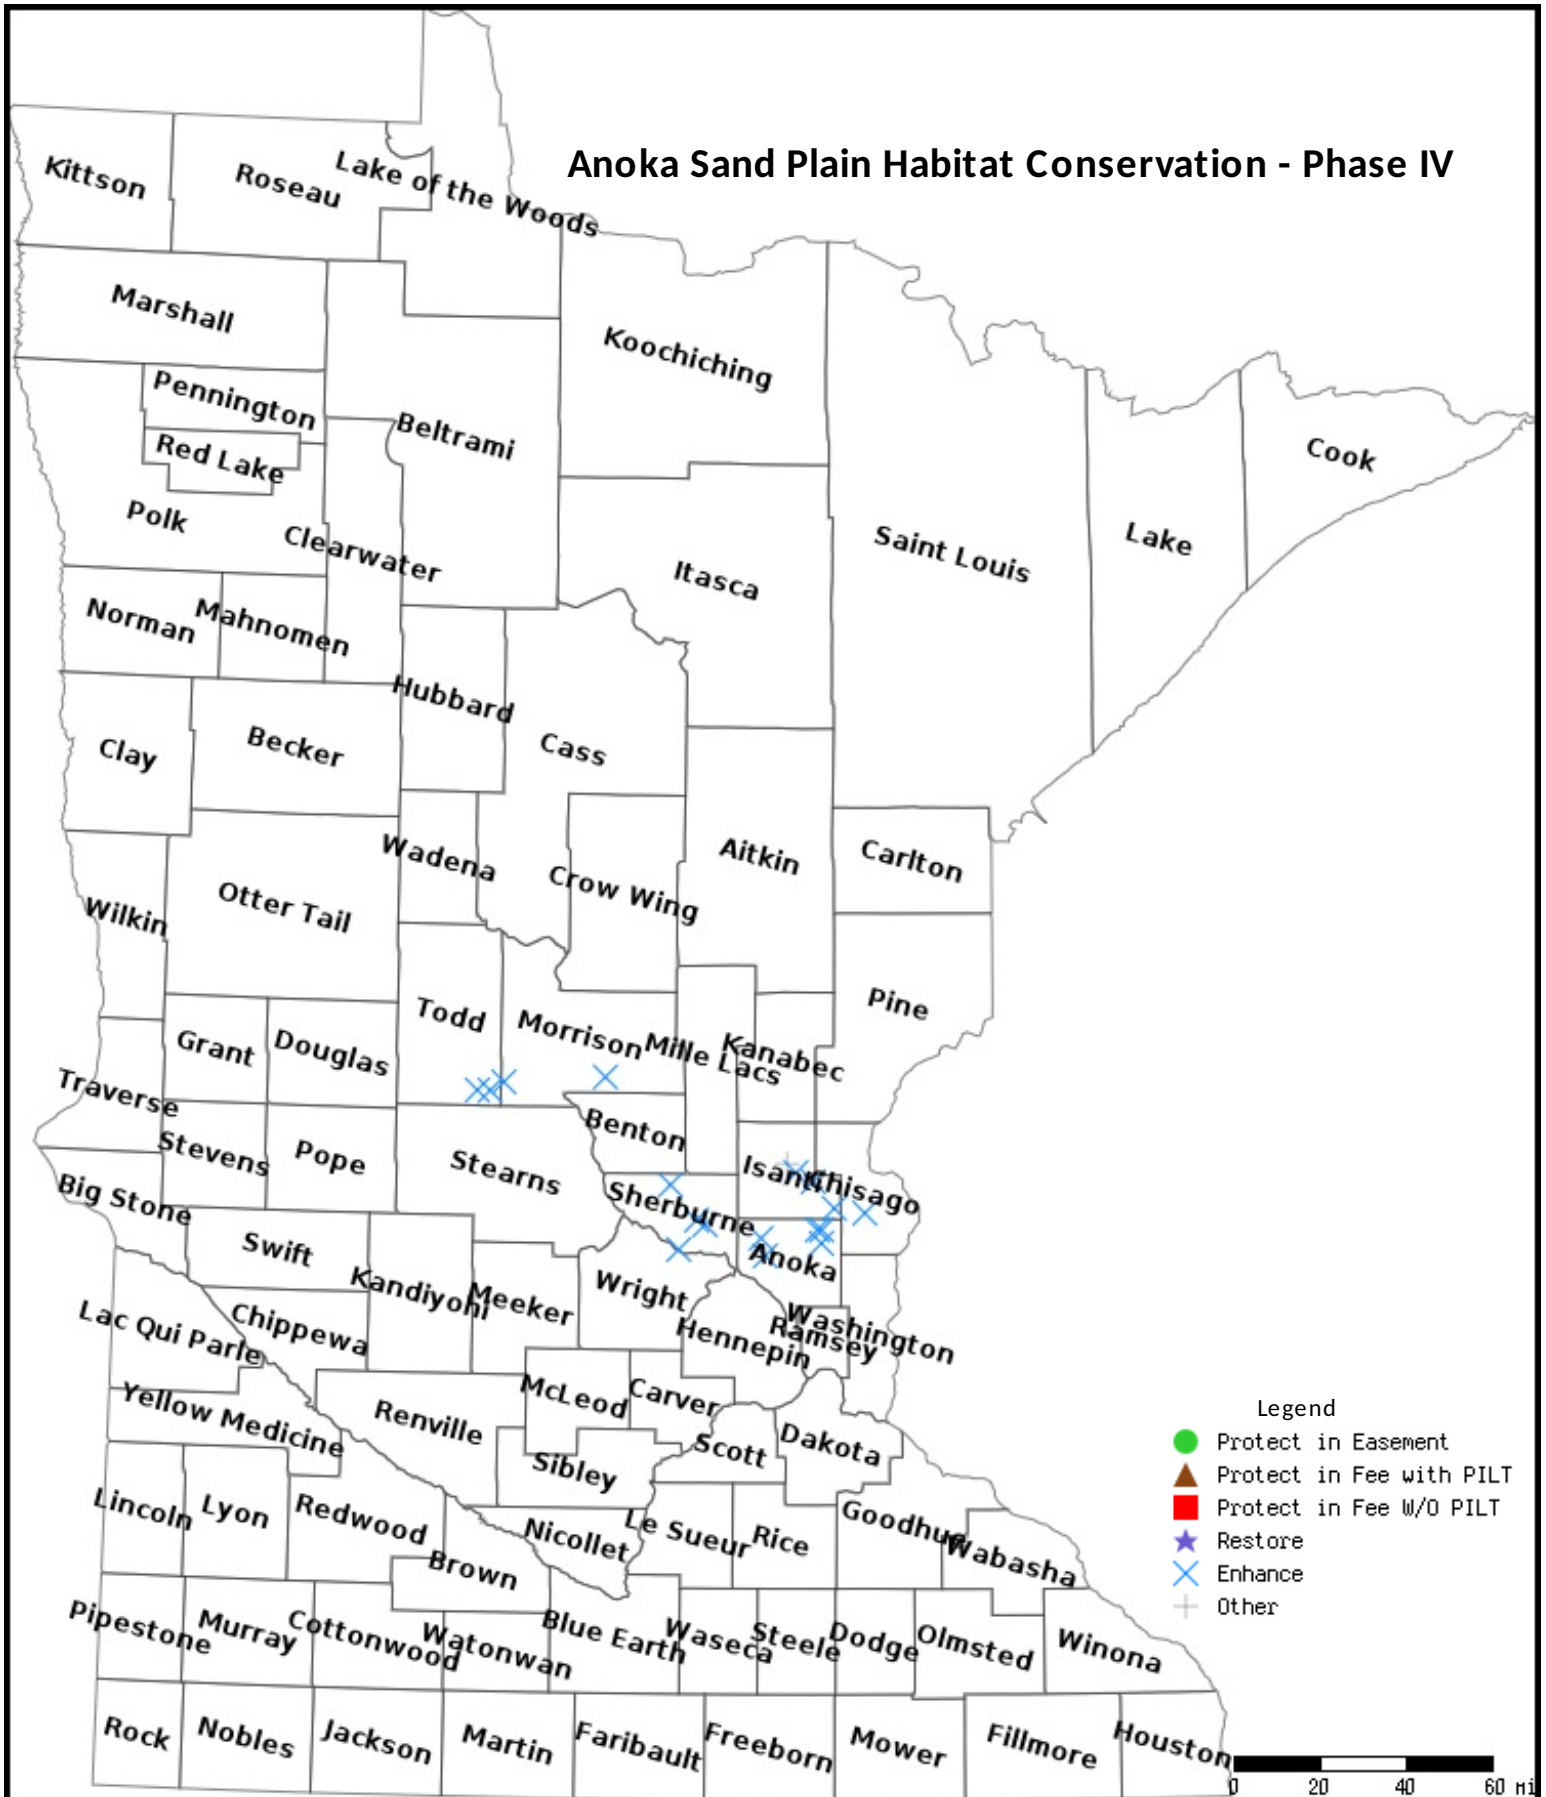 Anoka Sand Plain Habitat Conservation - Phase IV
Kittson
Roseau
Lake of the Woods
Marshall
Koochiching
Pennington
Beltrami
Red Lake
Cook
Polk
Clearwater
Saint Louis
Lake
Itasca
Norman
Mahnomen
Hubbard
Clay
Becker
Cass
Wadena
Aitkin
Carlton
Crow Wing
Otter Tail
Wilkin
Todd
Pine
Morrison
Mille Lacs
Kanabec
Grant
Douglas
Traverse
Benton
Stevens
Pope
Stearns
Isanti
Chisago
Big Stone
Sherburne
Swift
Anoka
Kandiyohi
Meeker
Wright
Lac Qui Parle
Chippewa
Hennepin
Washington
Ramsey
McLeod
Carver
Yellow Medicine
Renville
Scott
Dakota
Sibley
Lincoln
Lyon
Redwood
Nicollet
Le Sueur
Rice
Goodhue
Wabasha
Brown
Pipestone
Murray
Cottonwood
Watonwan
Blue Earth
Waseca
Steele
Dodge
Olmsted
Winona
Rock
Nobles
Jackson
Martin
Faribault
Freeborn
Mower
Fillmore
Houston
Legend
Protect in Easement
Protect in Fee with PILT
Protect in Fee W/O PILT
Restore
Enhance
Other
0 20 40 60 Mi